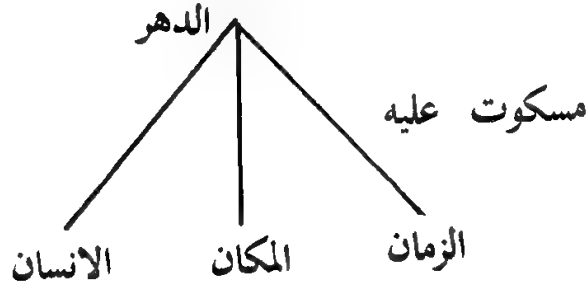 الدهر
مسكوت عليه
الزمان المكان الانسان